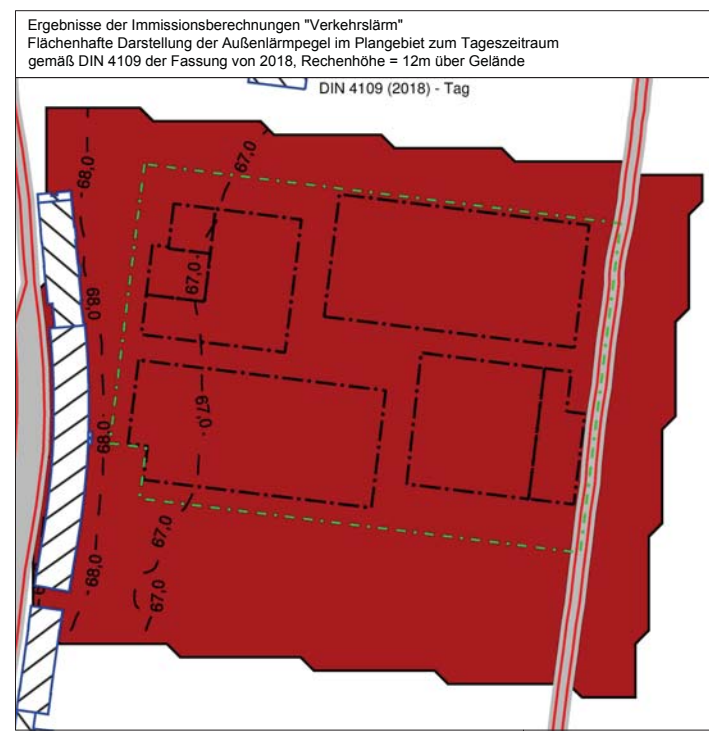 Ergebnisse der Immissionsberechnungen "Verkehrslärm"
Flächenhafte Darstellung der Außenlärmpegel im Plangebiet zum Tageszeitraum
gemäß DIN 4109 der Fassung von 2018, Rechenhöhe = 12m über Gelände
DIN 4109 (2018) - Tag
68,0
67,0
67,0
68,0
67,0
68,0
67,0
68,0
67,0